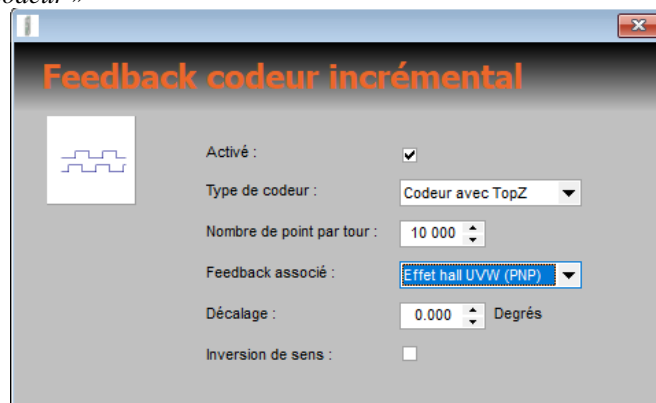 odeur »
Feedback codeur incrémental
Activé :
Type de codeur : Codeur avec TopZ
Nombre de point par tour : 10 000
Feedback associé : Effet hall UVW (PNP)
Décalage : 0.000 Degrés
Inversion de sens :